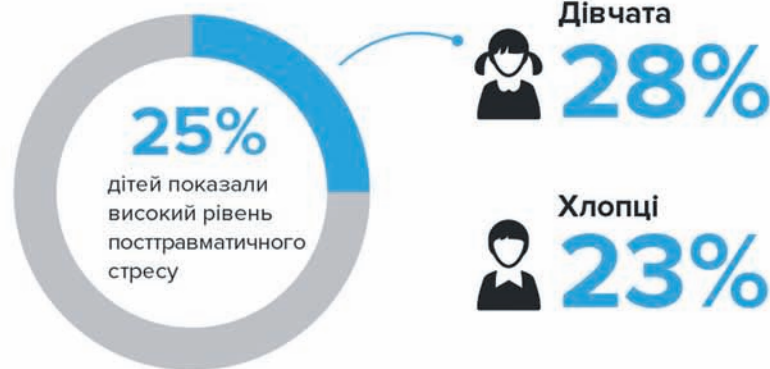 25%
дітей показали
високий рівень
посттравматичного
стресу
Дівчата
28%
Хлопці
23%